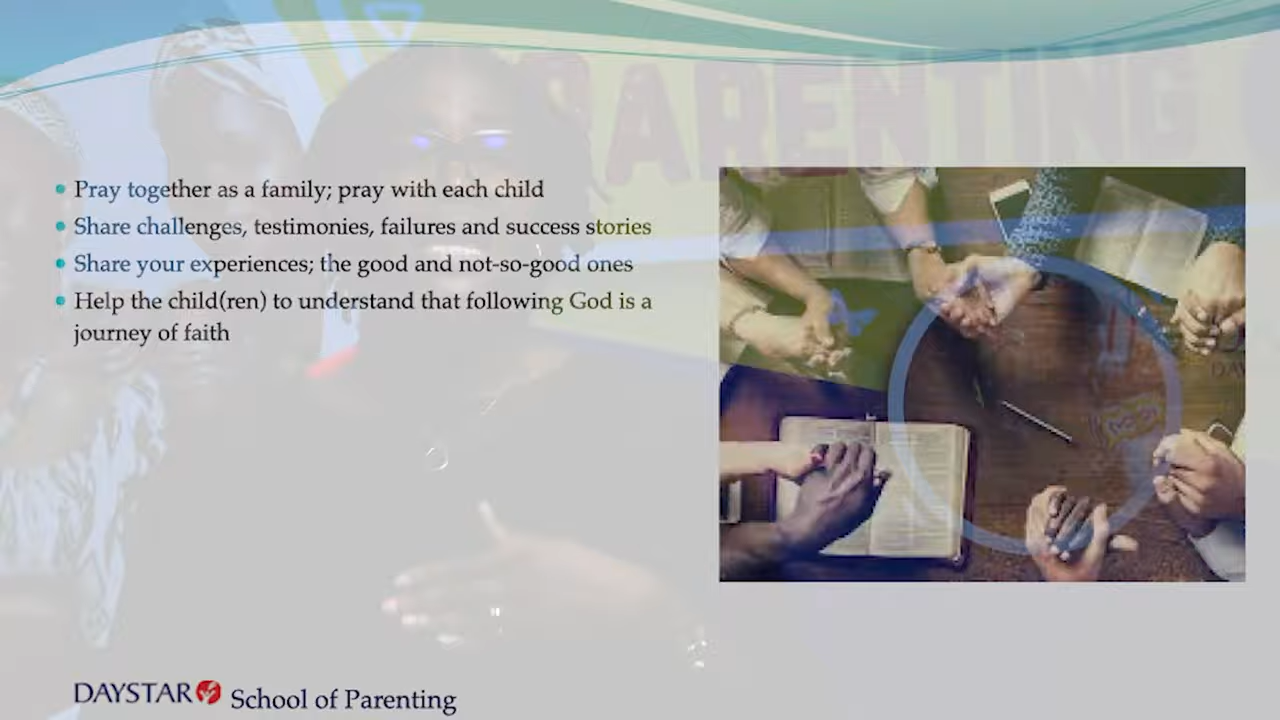 PARENTING
Pray together as a family; pray with each child
Share challenges, testimonies, failures and success stories
Share your experiences; the good and not-so-good ones
Help the child(ren) to understand that following God is a
journey of faith
DAYSTAR School of Parenting